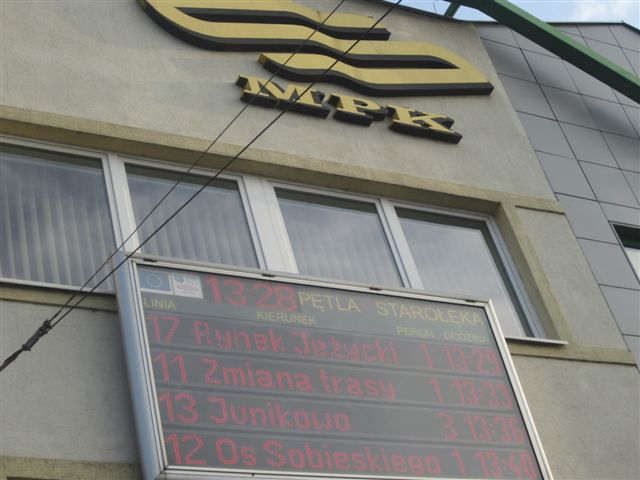 MPK
13 28 PĘTLA STAROŁĘKA
LINIA KIERUNEK PERON GODZINA
17 Rynek Jeżycki 1 13:29
11 Zmiana trasy 1 13:33
13 Junikowo 3 13:36
12 Os Sobieskiego 1 13:40